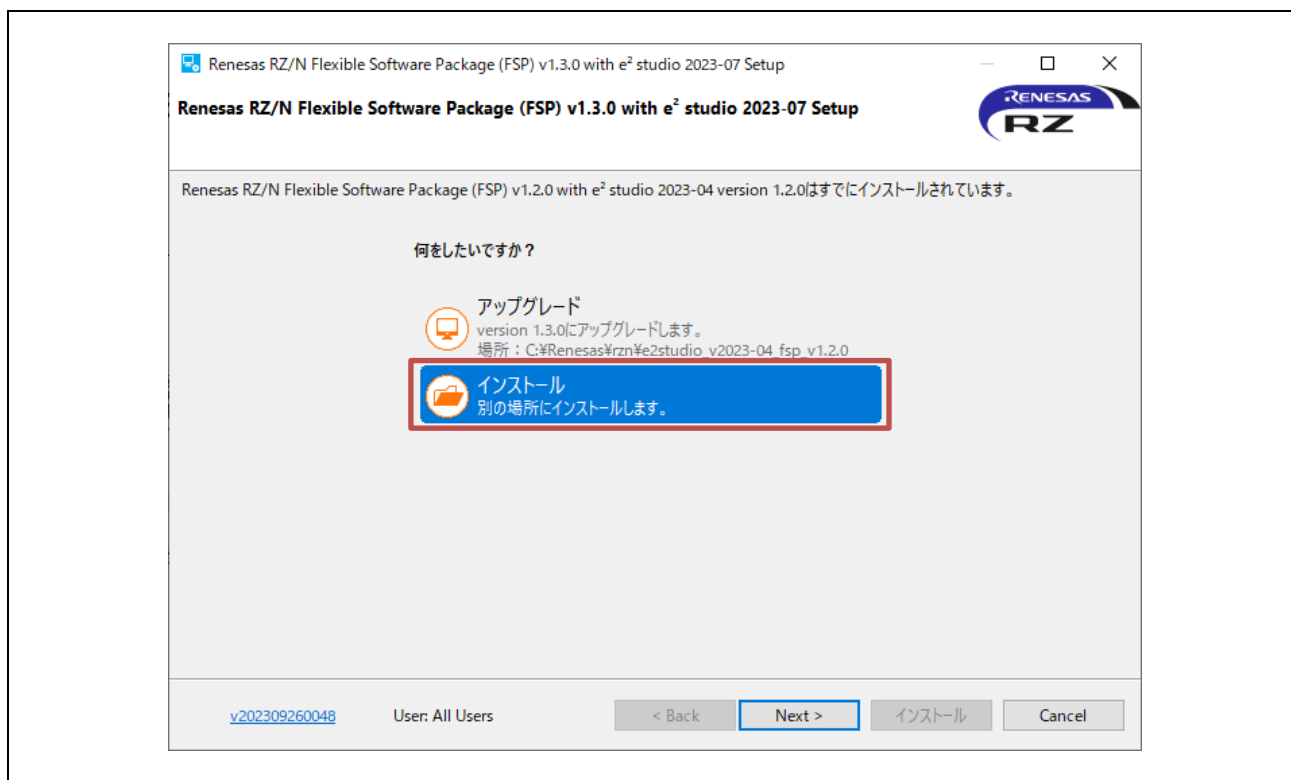 Renesas RZ/N Flexible Software Package (FSP) v1.3.0 with e² studio 2023-07 Setup
Renesas RZ/N Flexible Software Package (FSP) v1.3.0 with e² studio 2023-07 Setup
RENESAS
RZ
Renesas RZ/N Flexible Software Package (FSP) v1.2.0 with e² studio 2023-04 version 1.2.0はすでにインストールされています。
何をしたいですか？
アップグレード
version 1.3.0にアップグレードします。
場所：C:¥Renesas¥rzn¥e2studio_v2023-04_fsp_v1.2.0
インストール
別の場所にインストールします。
v202309260048 User: All Users < Back Next > インストール Cancel